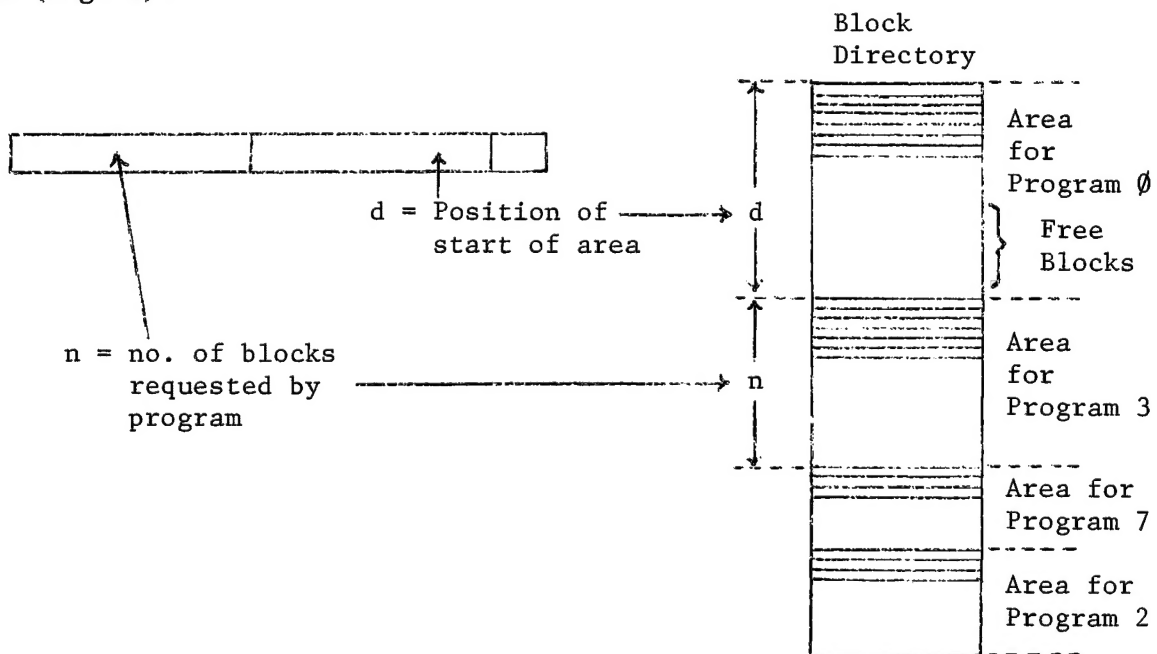 Block
Directory
Area
for
Program Ø
d = Position of
start of area
d
Free
Blocks
n = no. of blocks
requested by
program
n
Area
for
Program 3
Area for
Program 7
Area for
Program 2